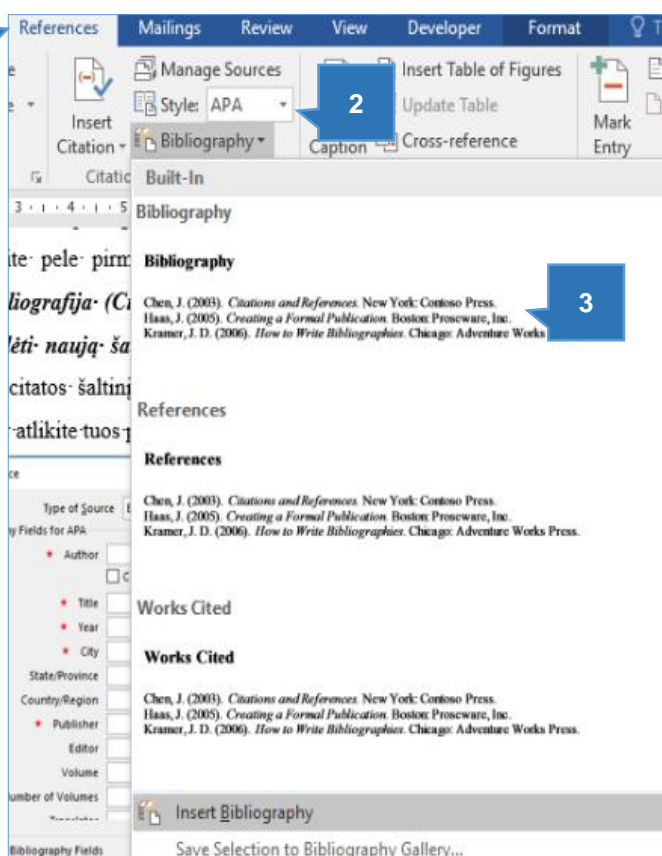 References Mailings Review View Developer Format
Manage Sources Insert Table of Figures
Style: APA 2 Update Table
Insert Citation Bibliography Caption Cross-reference Mark Entry
Built-In
3 · 4 · 5
Bibliography
ite pele pirm
Bibliography
liografija (Ci
Chen, J. (2003). Citations and References. New York: Contoso Press.
Haas, J. (2005). Creating a Formal Publication. Boston: Proseware, Inc.
Kramer, J. D. (2006). How to Write Bibliographies. Chicago: Adventure Works
3
lėti naują ša
citatos šaltinį
References
atlikite tuos
References
ce
Type of Source
Chen, J. (2003). Citations and References. New York: Contoso Press.
Haas, J. (2005). Creating a Formal Publication. Boston: Proseware, Inc.
Kramer, J. D. (2006). How to Write Bibliographies. Chicago: Adventure Works Press.
y Fields for APA
Author
Title
Works Cited
Year
City
Works Cited
State/Province
Country/Region
Chen, J. (2003). Citations and References. New York: Contoso Press.
Haas, J. (2005). Creating a Formal Publication. Boston: Proseware, Inc.
Kramer, J. D. (2006). How to Write Bibliographies. Chicago: Adventure Works Press.
Publisher
Editor
Volume
umber of Volumes
Insert Bibliography
Bibliography Fields
Save Selection to Bibliography Gallery...